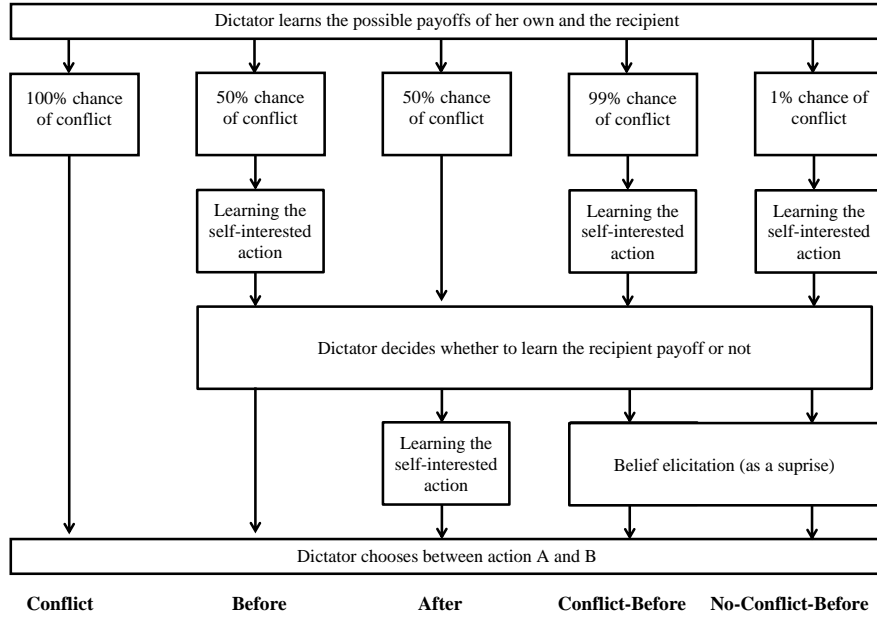 Dictator learns the possible payoffs of her own and the recipient
100% chance
of conflict
50% chance
of conflict
50% chance
of conflict
99% chance
of conflict
1% chance of
conflict
Learning the
self-interested
action
Learning the
self-interested
action
Learning the
self-interested
action
Dictator decides whether to learn the recipient payoff or not
Learning the
self-interested
action
Belief elicitation (as a suprise)
Dictator chooses between action A and B
Conflict
Before
After
Conflict-Before
No-Conflict-Before